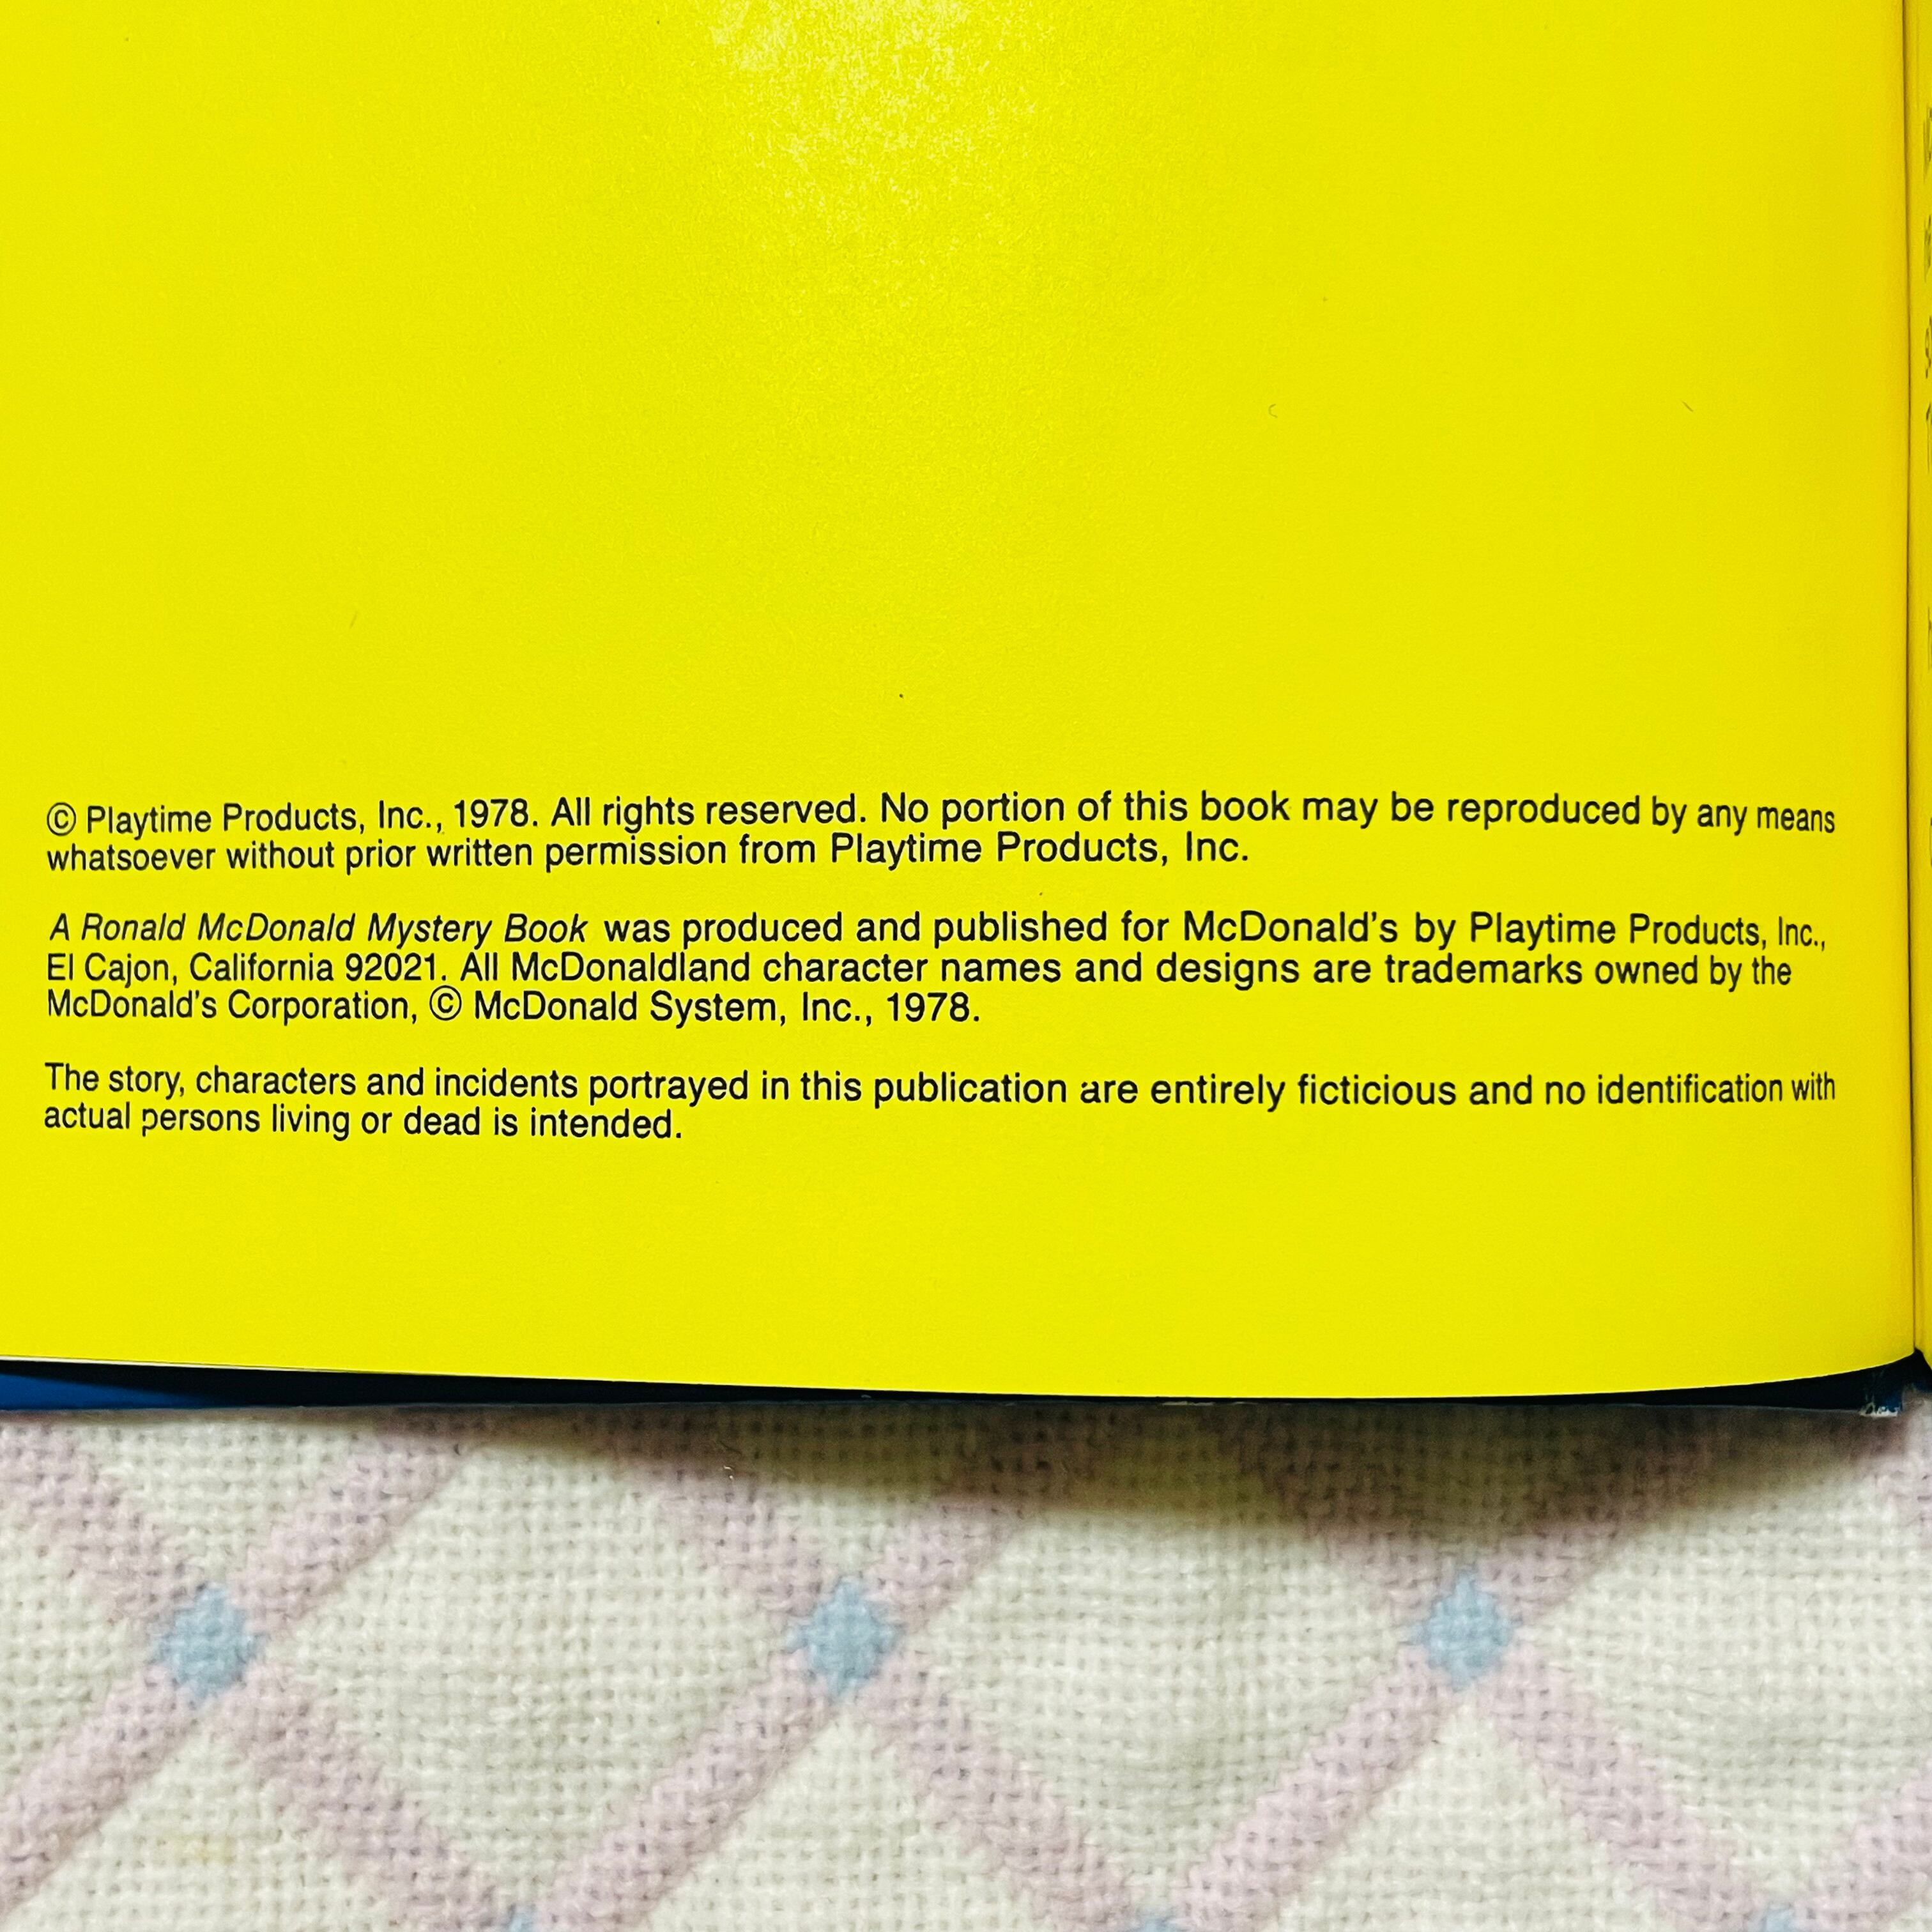 © Playtime Products, Inc., 1978. All rights reserved. No portion of this book may be reproduced by any means
whatsoever without prior written permission from Playtime Products, Inc.
A Ronald McDonald Mystery Book was produced and published for McDonald's by Playtime Products, Inc.,
El Cajon, California 92021. All McDonaldland character names and designs are trademarks owned by the
McDonald's Corporation, © McDonald System, Inc., 1978.
The story, characters and incidents portrayed in this publication are entirely ficticious and no identification with
actual persons living or dead is intended.